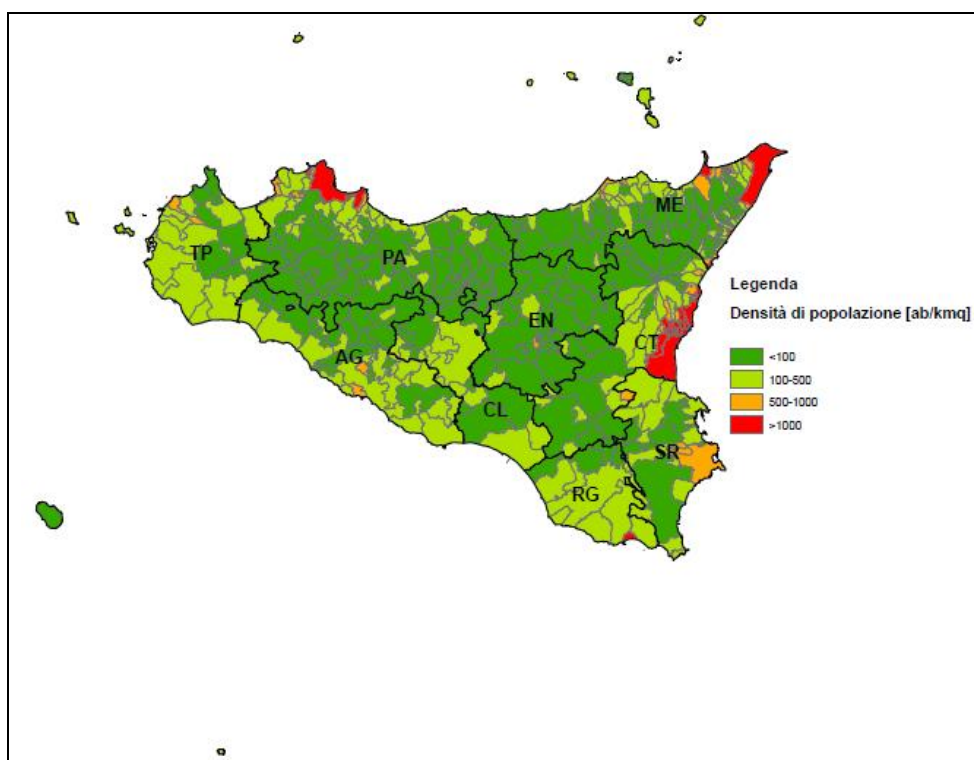 ME
TP
PA
EN
AG
CT
CL
SR
RG
Legenda
Densità di popolazione [ab/kmq]
<100
100-500
500-1000
>1000